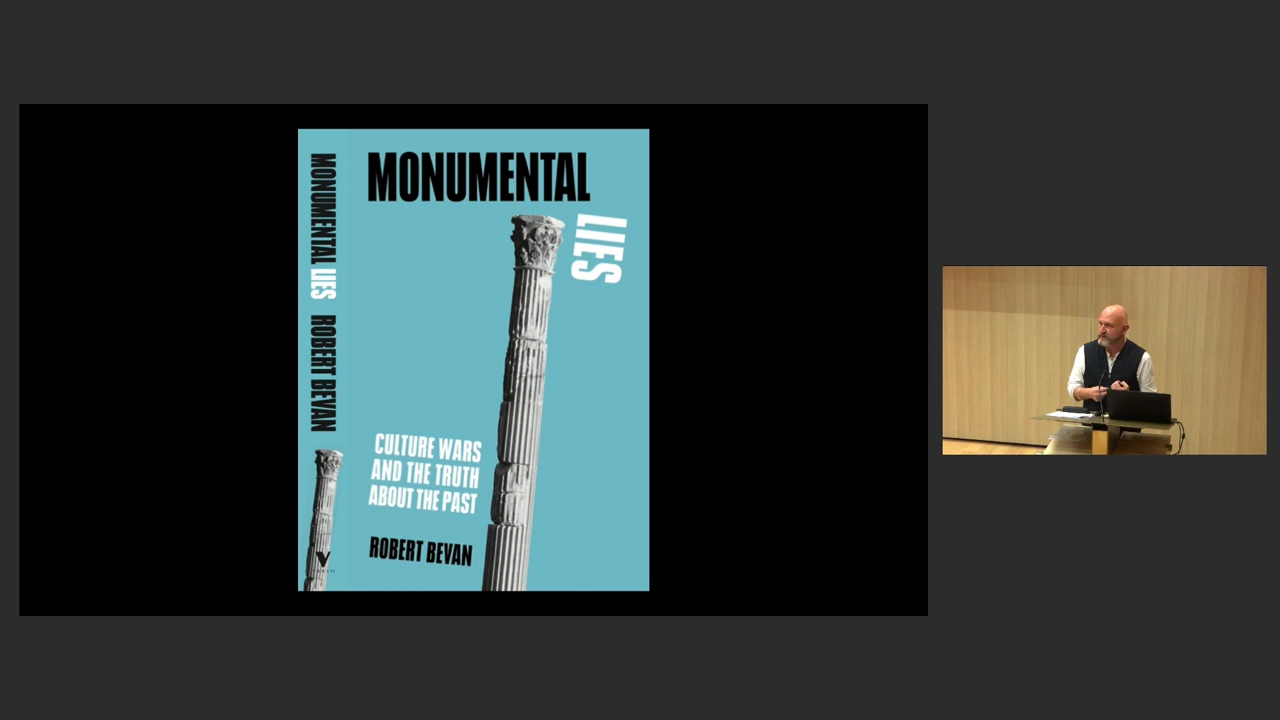 MONUMENTAL LIES ROBERT BEVAN
V
MONUMENTAL
LIES
CULTURE WARS
AND THE TRUTH
ABOUT THE PAST
ROBERT BEVAN